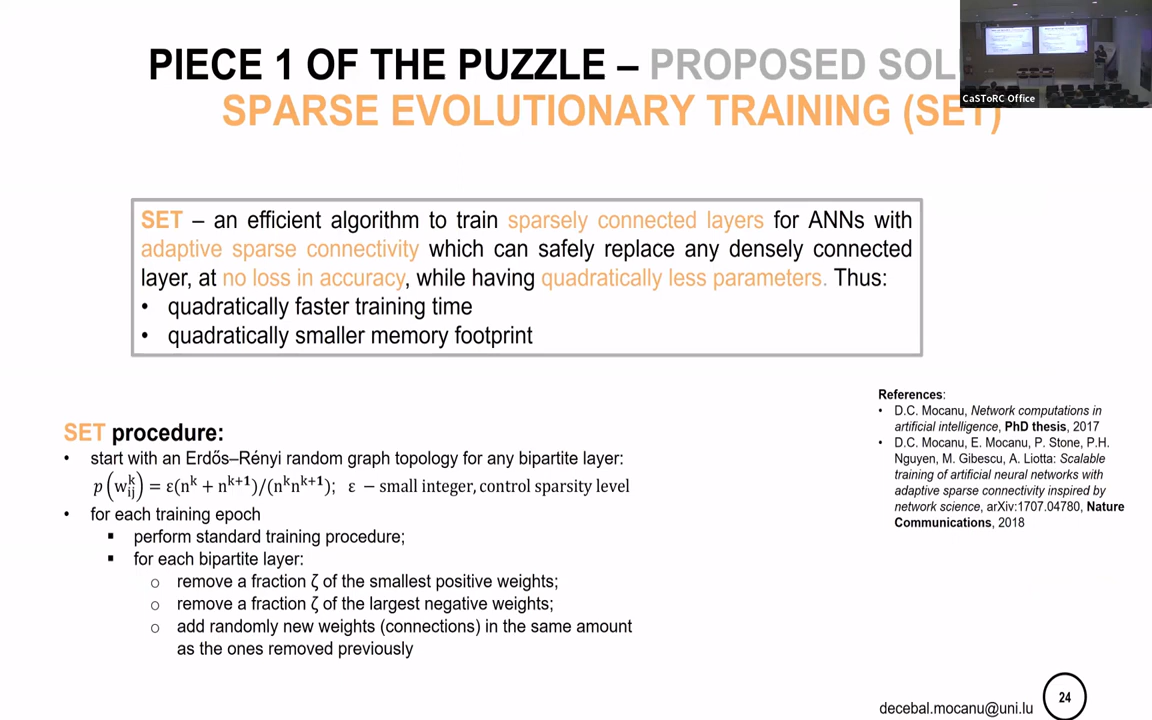 PIECE 1 OF THE PUZZLE – PROPOSED SOL
SPARSE EVOLUTIONARY TRAINING (SET)
CaSToRC Office
SET – an efficient algorithm to train sparsely connected layers for ANNs with
adaptive sparse connectivity which can safely replace any densely connected
layer, at no loss in accuracy, while having quadratically less parameters. Thus:
• quadratically faster training time
• quadratically smaller memory footprint
SET procedure:
• start with an Erdős–Rényi random graph topology for any bipartite layer:
p(w_ij^k) = ε(n^k + n^k+1)/(n^k n^k+1); ε − small integer, control sparsity level
• for each training epoch
▪ perform standard training procedure;
▪ for each bipartite layer:
o remove a fraction ζ of the smallest positive weights;
o remove a fraction ζ of the largest negative weights;
o add randomly new weights (connections) in the same amount
as the ones removed previously
References:
• D.C. Mocanu, Network computations in
artificial intelligence, PhD thesis, 2017
• D.C. Mocanu, E. Mocanu, P. Stone, P.H.
Nguyen, M. Gibescu, A. Liotta: Scalable
training of artificial neural networks with
adaptive sparse connectivity inspired by
network science, arXiv:1707.04780, Nature
Communications, 2018
decebal.mocanu@uni.lu
24